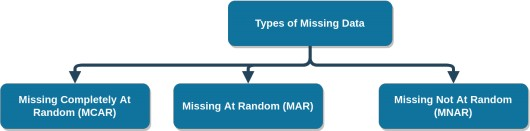 Types of Missing Data
Missing Completely At
Random (MCAR)
Missing At Random (MAR)
Missing Not At Random
(MNAR)